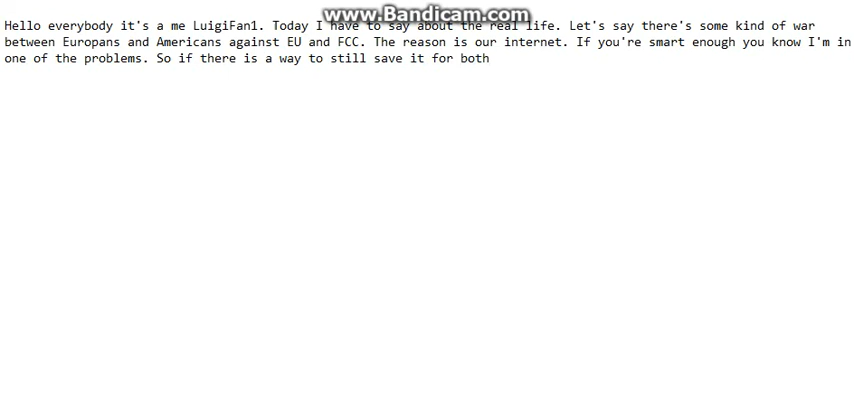 www.Bandicam.com
Hello everybody it's a me LuigiFan1. Today I have to say about the real life. Let's say there's some kind of war
between Europans and Americans against EU and FCC. The reason is our internet. If you're smart enough you know I'm in
one of the problems. So if there is a way to still save it for both